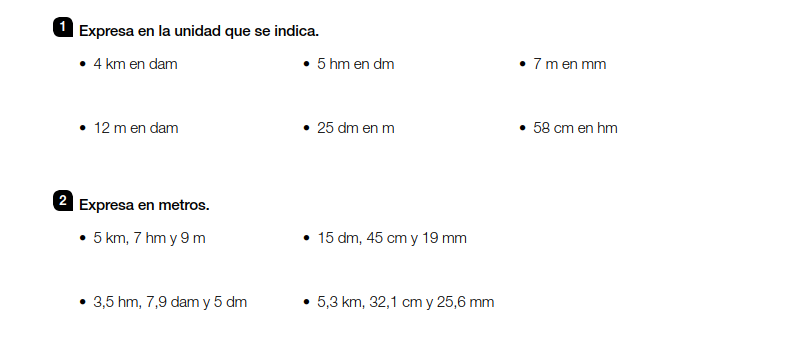 1 Expresa en la unidad que se indica.
• 4 km en dam • 5 hm en dm • 7 m en mm
• 12 m en dam • 25 dm en m • 58 cm en hm
2 Expresa en metros.
• 5 km, 7 hm y 9 m • 15 dm, 45 cm y 19 mm
• 3,5 hm, 7,9 dam y 5 dm • 5,3 km, 32,1 cm y 25,6 mm